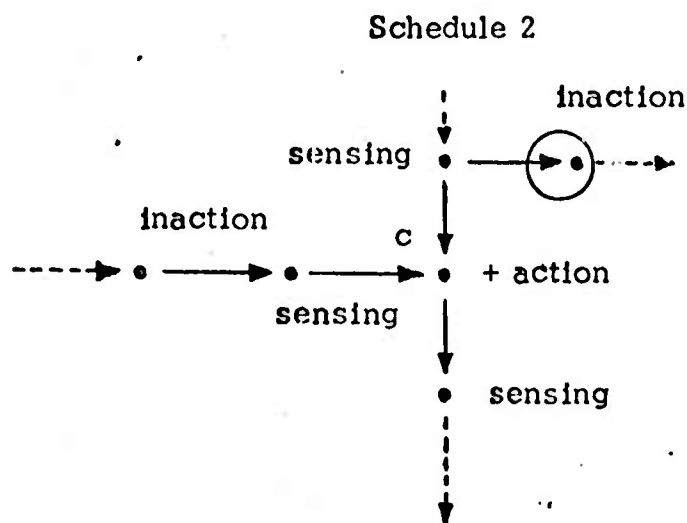 Schedule 2
inaction
sensing
inaction
c
+ action
sensing
sensing